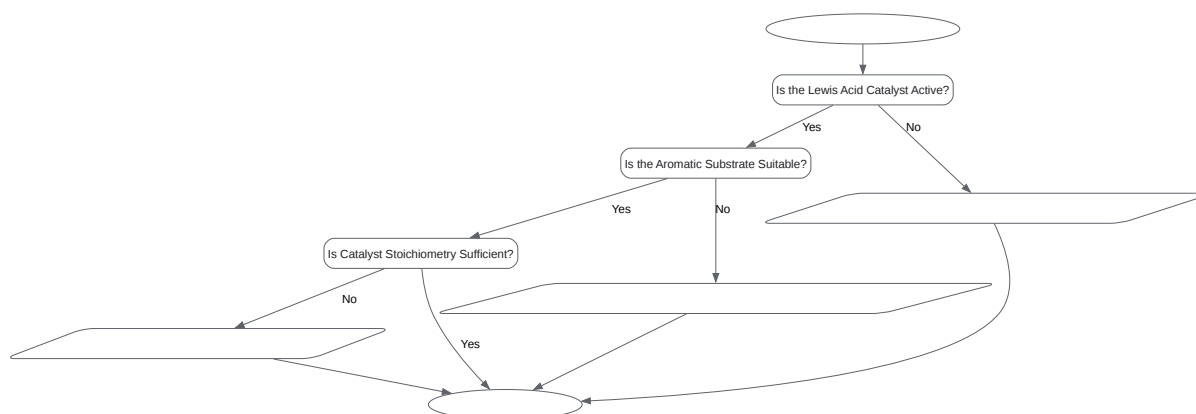 Is the Lewis Acid Catalyst Active?
Yes
No
Is the Aromatic Substrate Suitable?
Yes
No
Is Catalyst Stoichiometry Sufficient?
No
Yes